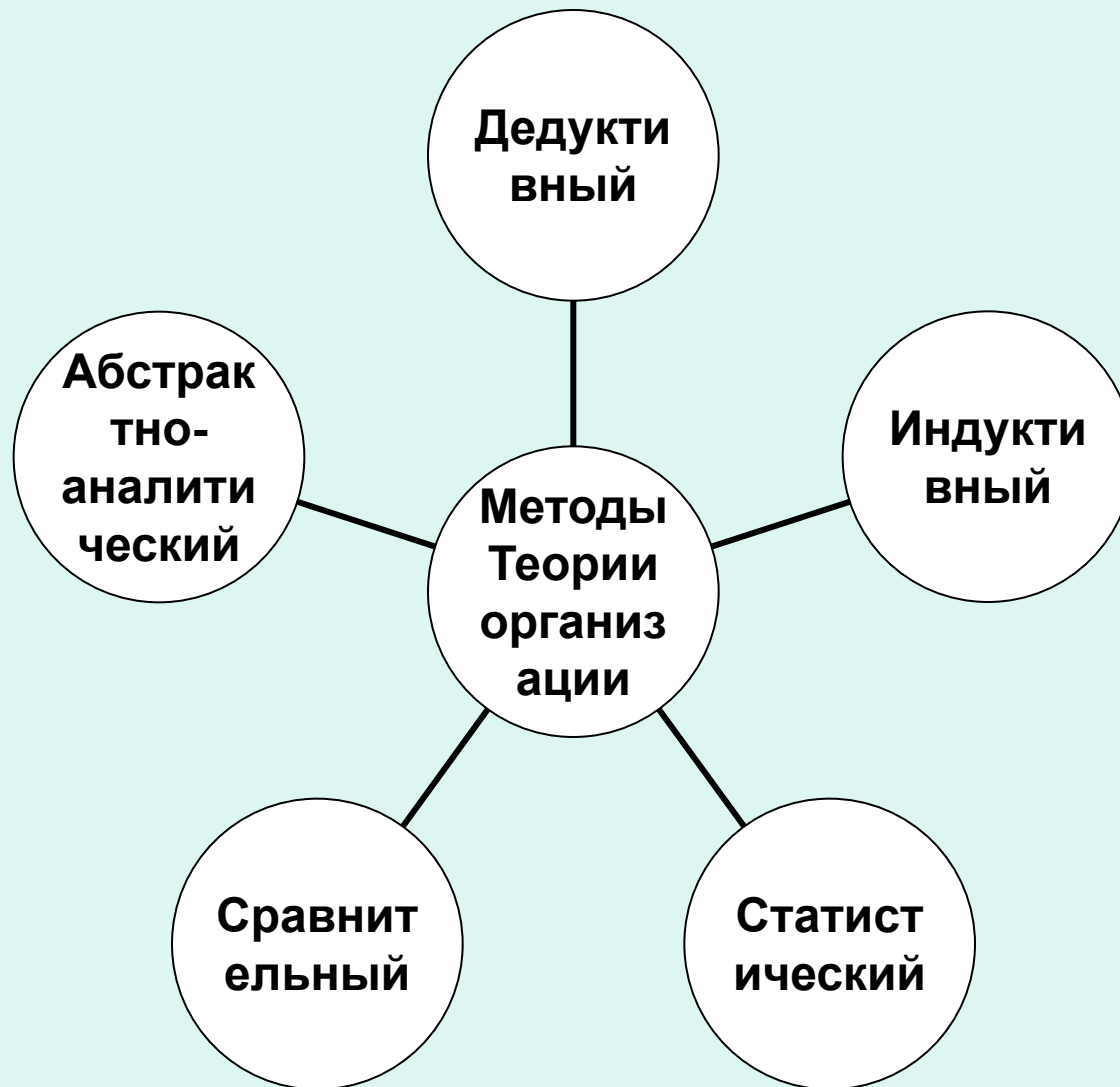 Дедукти
вный
Абстрак
тно-
аналити
ческий
Индукти
вный
Методы
Теории
организ
ации
Сравнит
ельный
Статист
ический